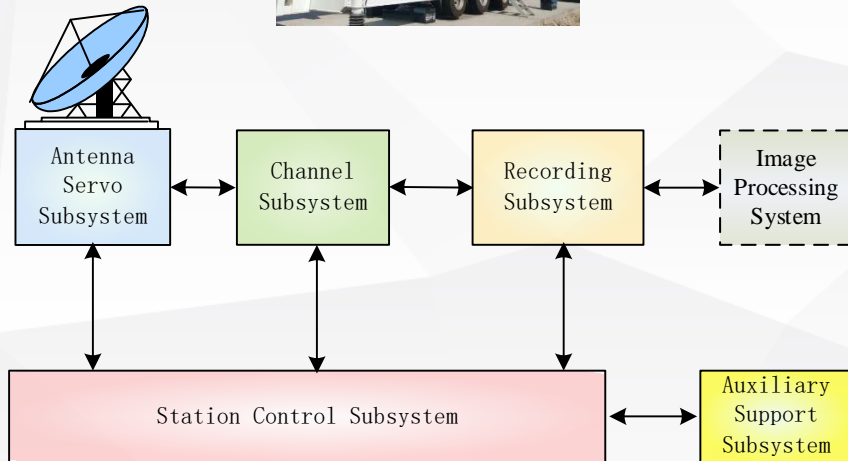 Antenna
Servo
Subsystem
Channel
Subsystem
Recording
Subsystem
Image
Processing
System
Station Control Subsystem
Auxiliary
Support
Subsystem